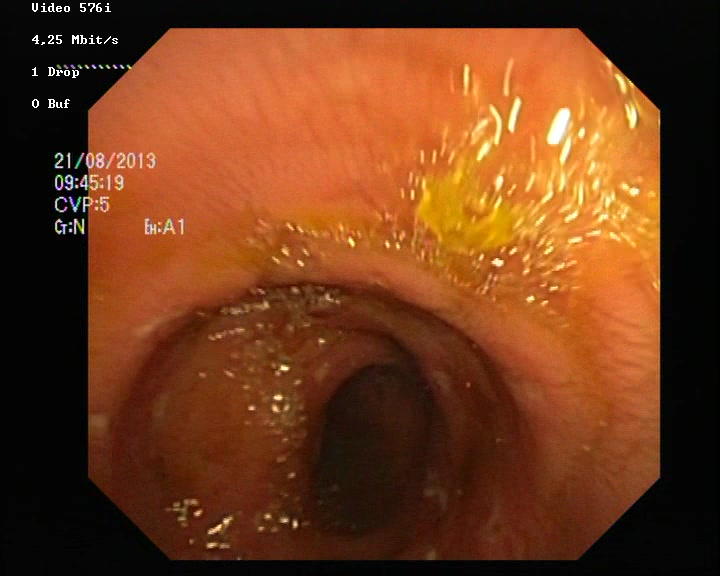 Video 576i
4,25 Mbit/s
1 Drop
0 Buf
21/08/2013
09:45:19
CVP:5
Cr:N Eh:A1